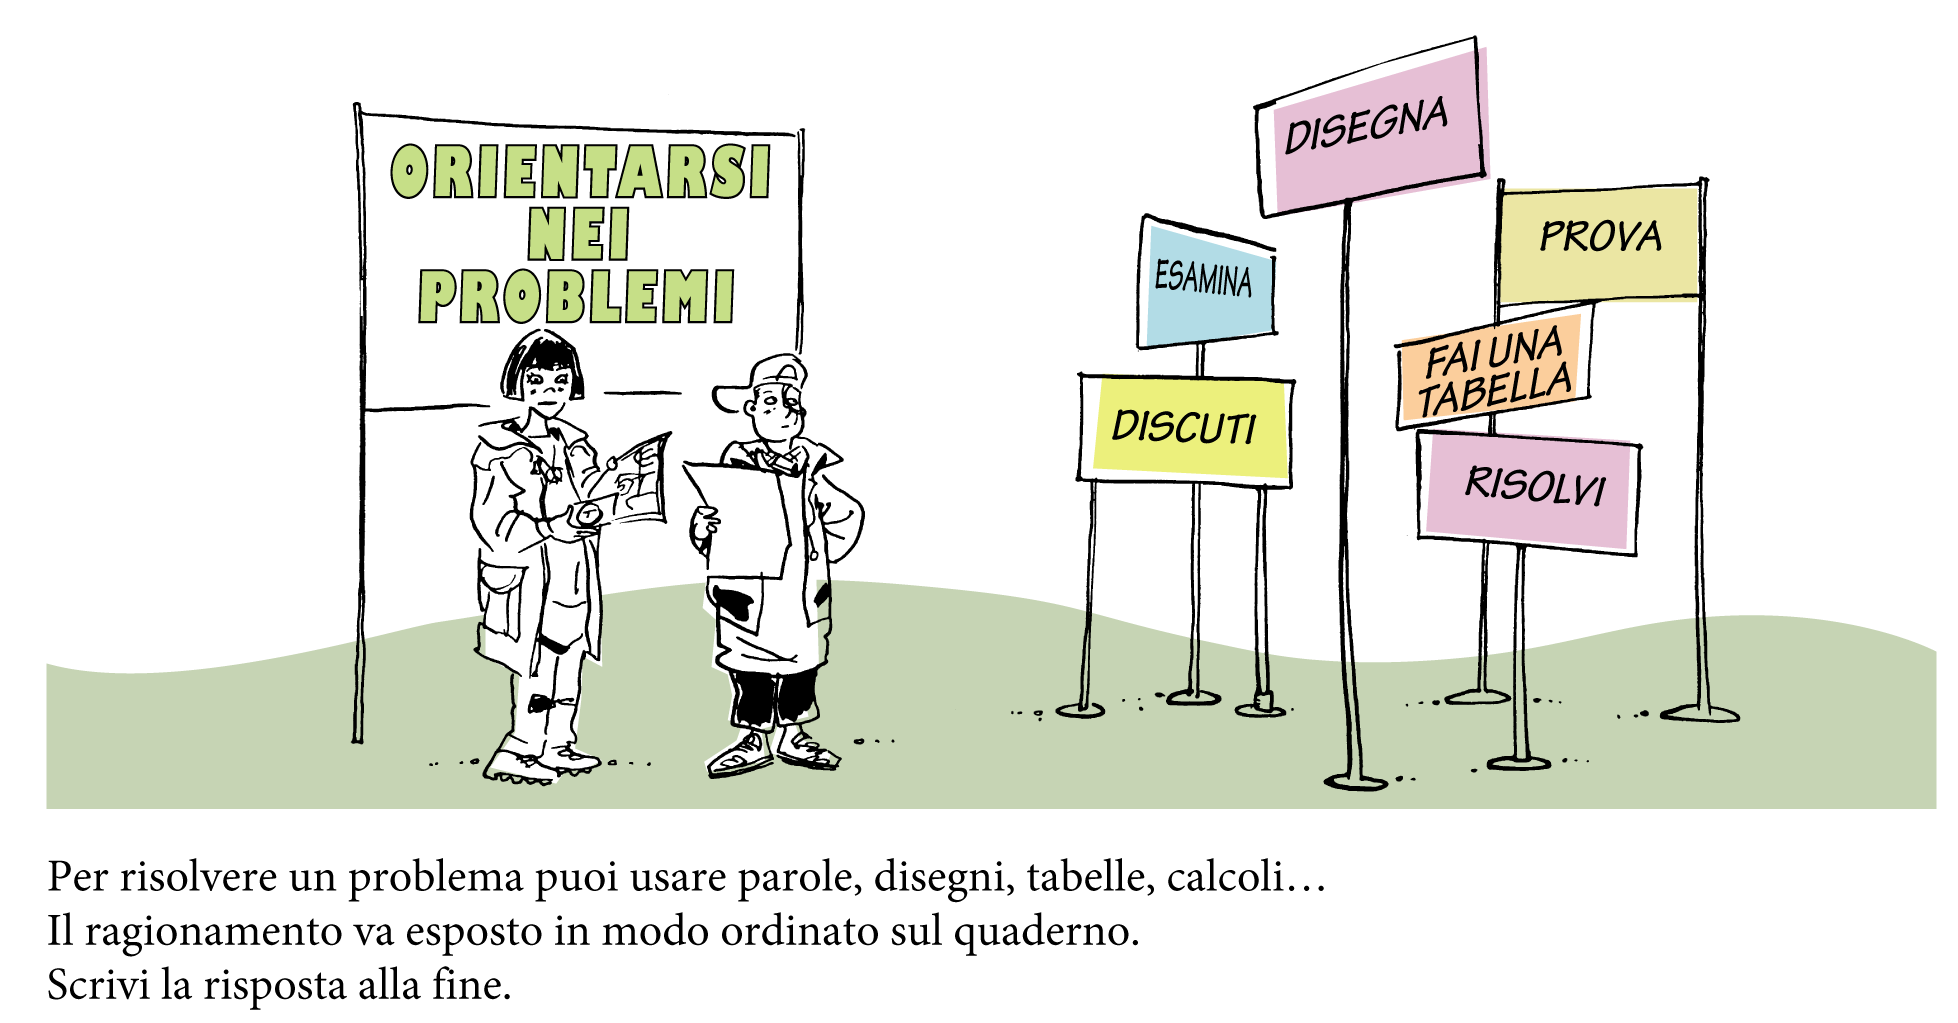 ORIENTARSI
NEI
PROBLEMI
DISEGNA
PROVA
ESAMINA
FAI UNA
TABELLA
DISCUTI
RISOLVI
Per risolvere un problema puoi usare parole, disegni, tabelle, calcoli…
Il ragionamento va esposto in modo ordinato sul quaderno.
Scrivi la risposta alla fine.